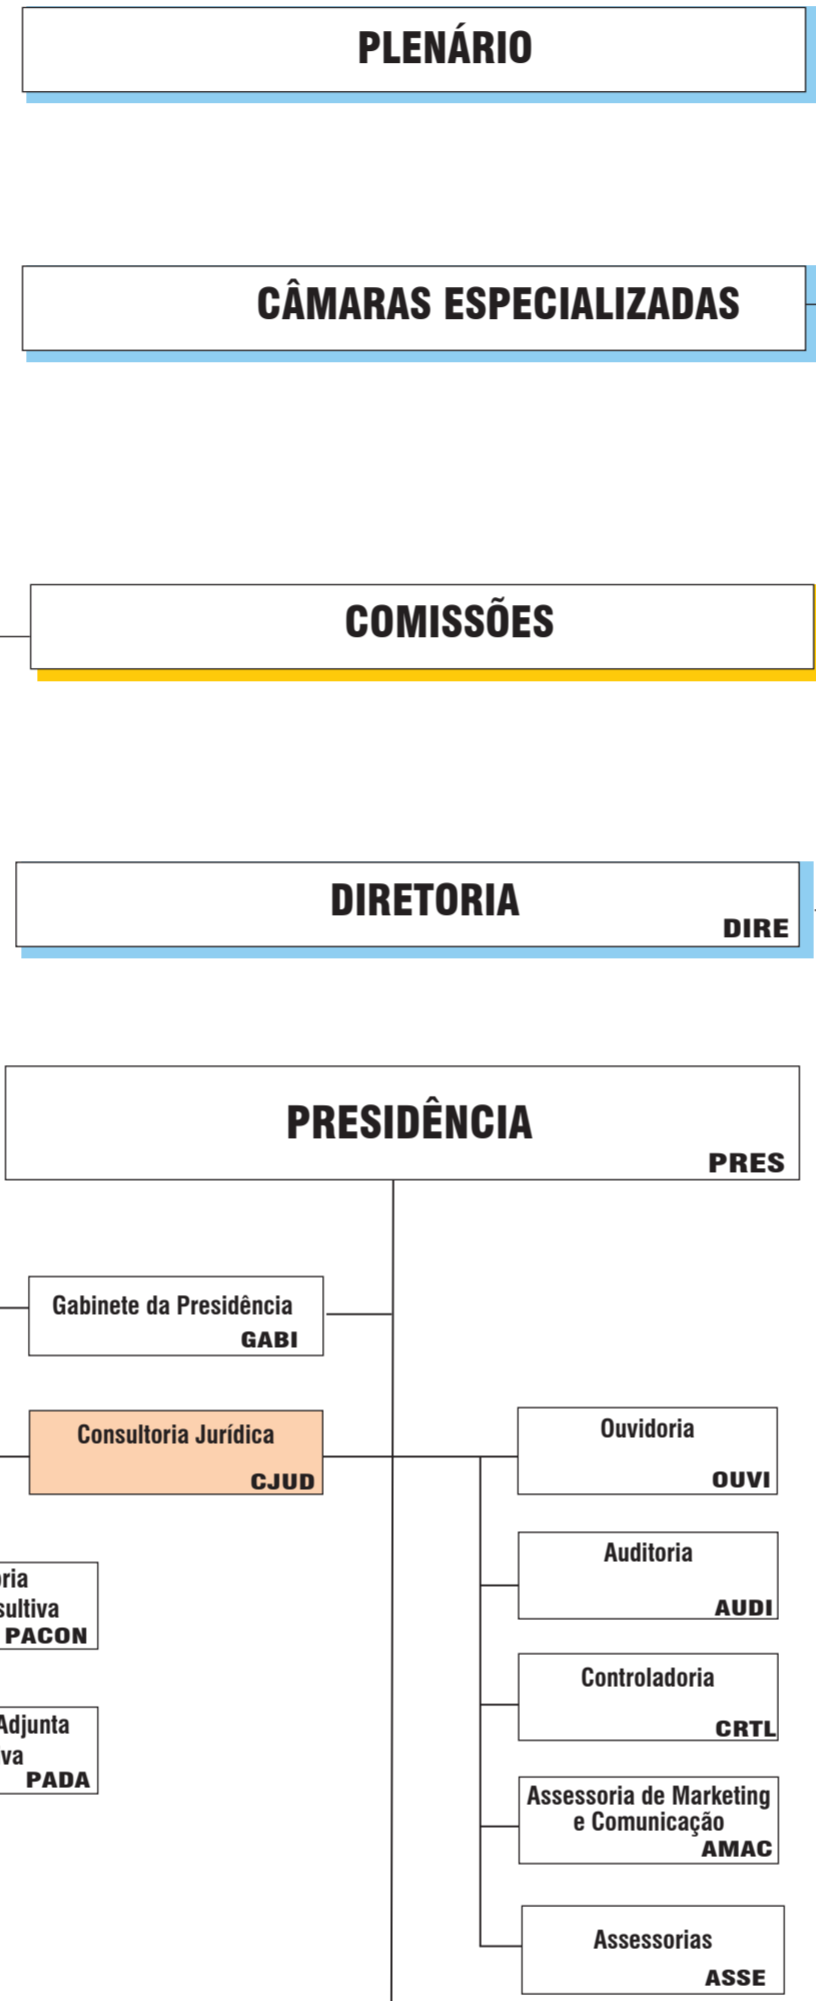 PLENÁRIO
CÂMARAS ESPECIALIZADAS
COMISSÕES
DIRETORIA
DIRE
PRESIDÊNCIA
PRES
Gabinete da Presidência
GABI
Consultoria Jurídica
CJUD
PACON
Adjunta
PADA
Ouvidoria
OUVI
Auditoria
AUDI
Controladoria
CRTL
Assessoria de Marketing
e Comunicação
AMAC
Assessorias
ASSE